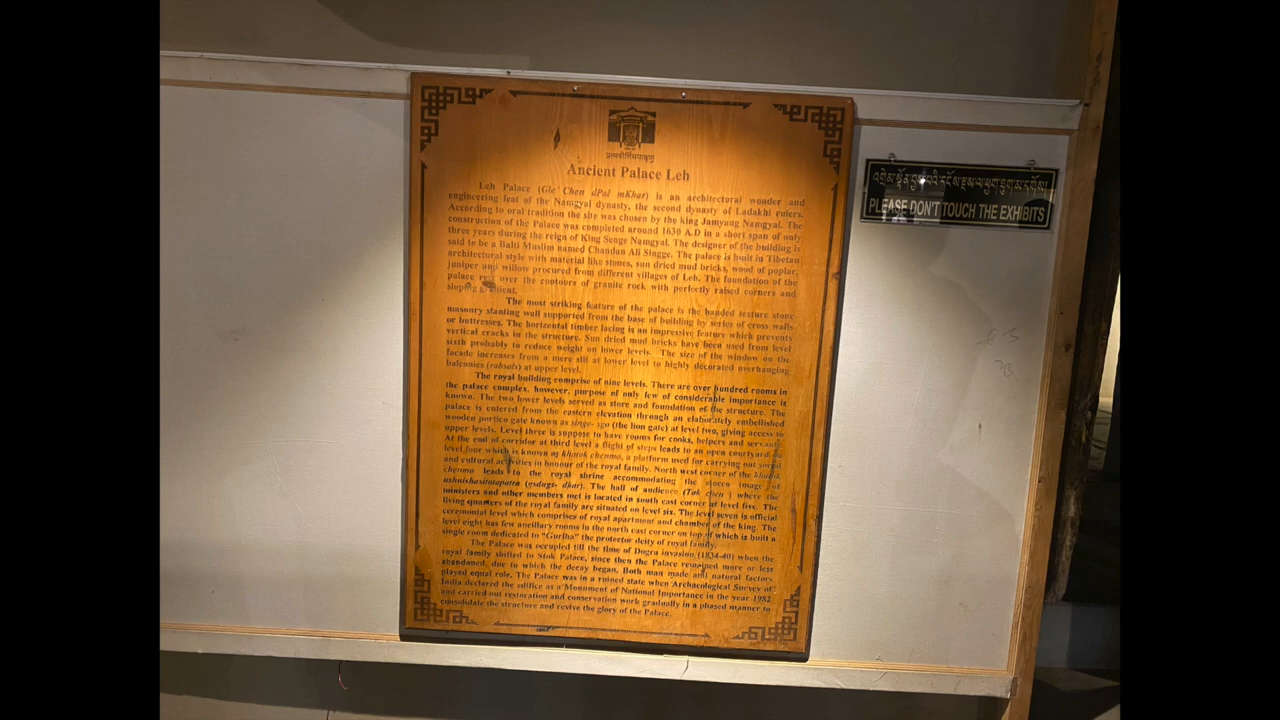 प्रत्नकीर्तिमपावृणु
Ancient Palace Leh
Leh Palace (Gle Chen dPal mKhar) is an architectural wonder and
engineering feat of the Namgyal dynasty, the second dynasty of Ladakhi rulers.
According to oral tradition the site was chosen by the king Jamyang Namgyal. The
construction of the Palace was completed around 1630 A.D in a short span of only
three years during the reign of King Senge Namgyal. The designer of the building is
said to be a Balti Muslim named Chandan Ali Singge. The palace is built in Tibetan
architectural style with material like stones, sun dried mud bricks, wood of poplar,
juniper and willow procured from different villages of Leh. The foundation of the
palace rest over the contours of granite rock with perfectly raised corners and
sloping gradient.
The most striking feature of the palace is the banded texture stone
masonry slanting wall supported from the base of building by series of cross walls
or buttresses. The horizontal timber lacing is an impressive feature which prevents
vertical cracks in the structure. Sun dried mud bricks have been used from level
sixth probably to reduce weight on lower levels. The size of the window on the
facade increases from a mere slit at lower level to highly decorated overhanging
balconies (rabsals) at upper level.
The royal building comprise of nine levels. There are over hundred rooms in
the palace complex, however, purpose of only few of considerable importance is
known. The two lower levels served as store and foundation of the structure. The
palace is entered from the eastern elevation through an elaborately embellished
wooden portico gate known as singe- sgo (the lion gate) at level two, giving access to
upper levels. Level three is suppose to have rooms for cooks, helpers and servants.
At the end of corridor at third level a flight of steps leads to an open courtyard on
level four which is known as khatok chenmo, a platform used for carrying out social
and cultural activities in honour of the royal family. North west corner of the khatok
chenmo leads to the royal shrine accommodating the stucco image of
ushnishasitatapatra (gsdugs- dkar). The hall of audience (Tak chen ) where the
ministers and other members met is located in south east corner at level five. The
living quarters of the royal family are situated on level six. The level seven is official
ceremonial level which comprises of royal apartment and chamber of the king. The
level eight has few ancillary rooms in the north east corner on top of which is built a
single room dedicated to "Gurlha" the protector deity of royal family.
The Palace was occupied till the time of Dogra invasion (1834-40) when the
royal family shifted to Stok Palace, since then the Palace remained more or less
abandoned, due to which the decay began. Both man made and natural factors
played equal role. The Palace was in a ruined state when Archaeological Survey of
India declared the edifice as a Monument of National Importance in the year 1982
and carried out restoration and conservation work gradually in a phased manner to
consolidate the structure and revive the glory of the Palace.
PLEASE DON'T TOUCH THE EXHIBITS